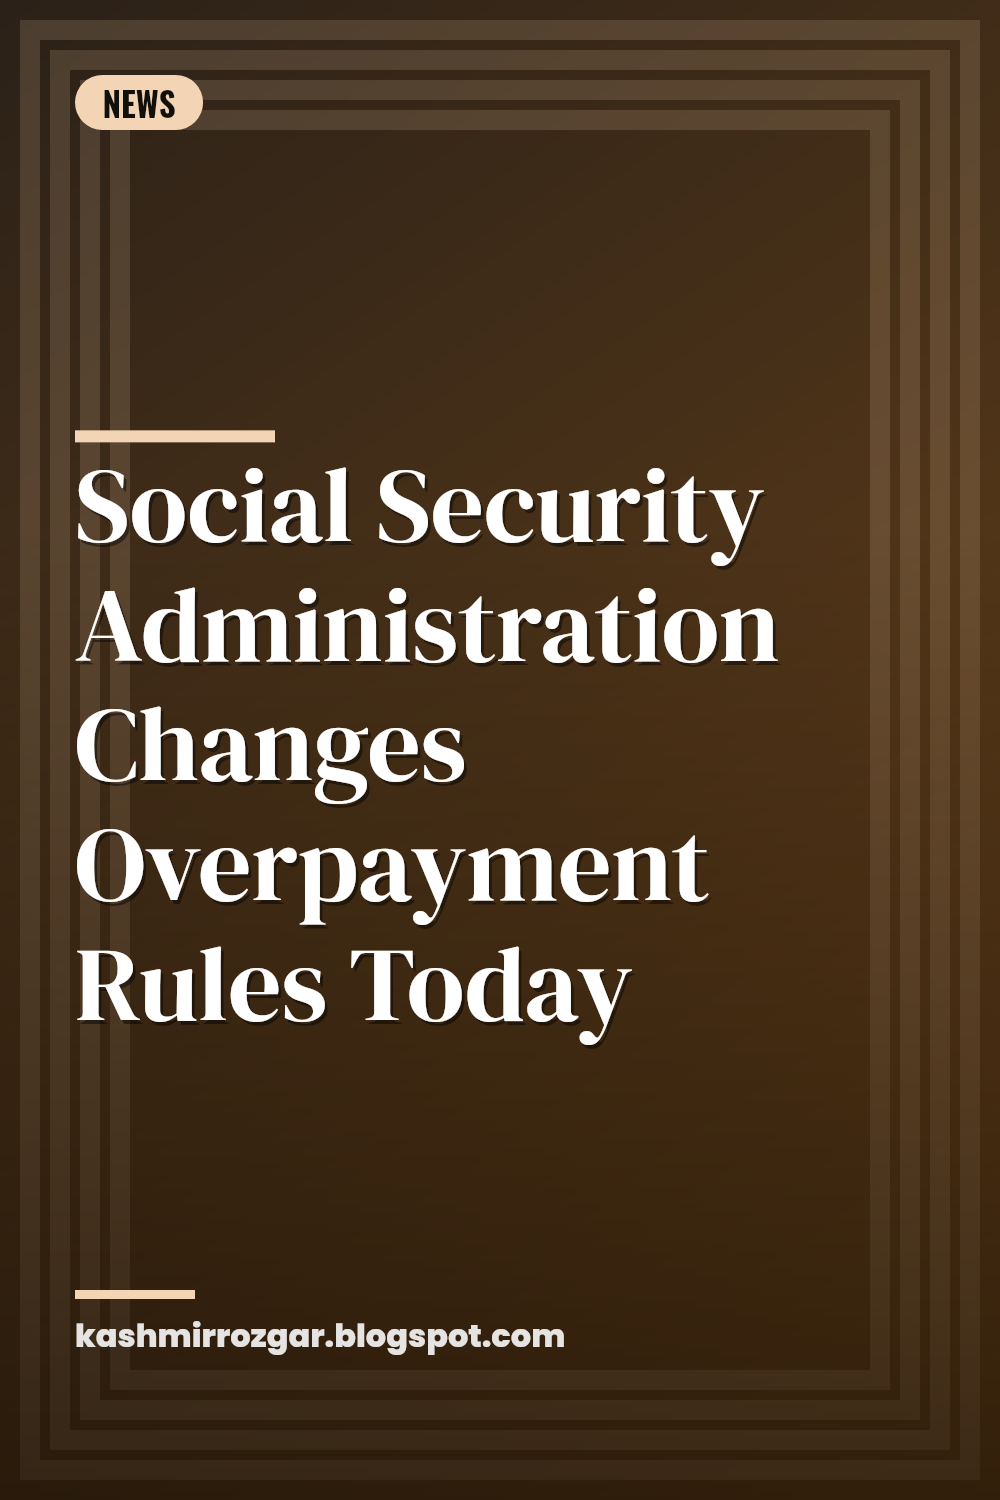 NEWS
Social Security
Administration
Changes
Overpayment
Rules Today
kashmirrozgar.blogspot.com